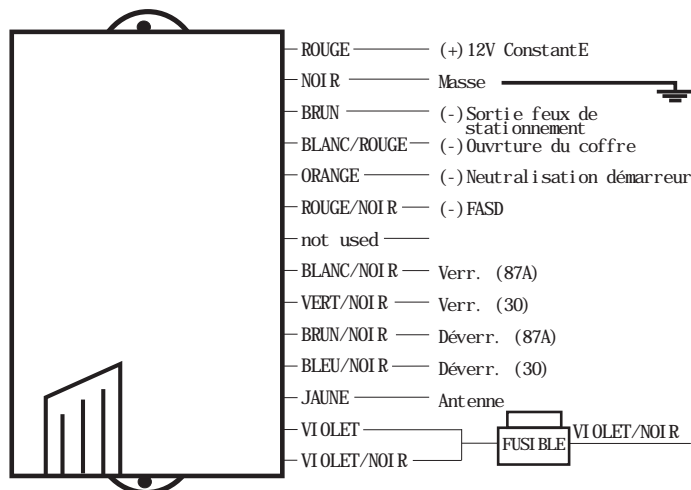 ROUGE (+)12V ConstantE
NOIR Masse
BRUN (-)Sortie feux de
stationnement
BLANC/ROUGE (-)Ouvrture du coffre
ORANGE (-)Neutralisation démarreur
ROUGE/NOIR (-)FASD
not used
BLANC/NOIR Verr. (87A)
VERT/NOIR Verr. (30)
BRUN/NOIR Déverr. (87A)
BLEU/NOIR Déverr. (30)
JAUNE Antenne
VIOLET
VIOLET/NOIR
FUSIBLE
VIOLET/NOIR